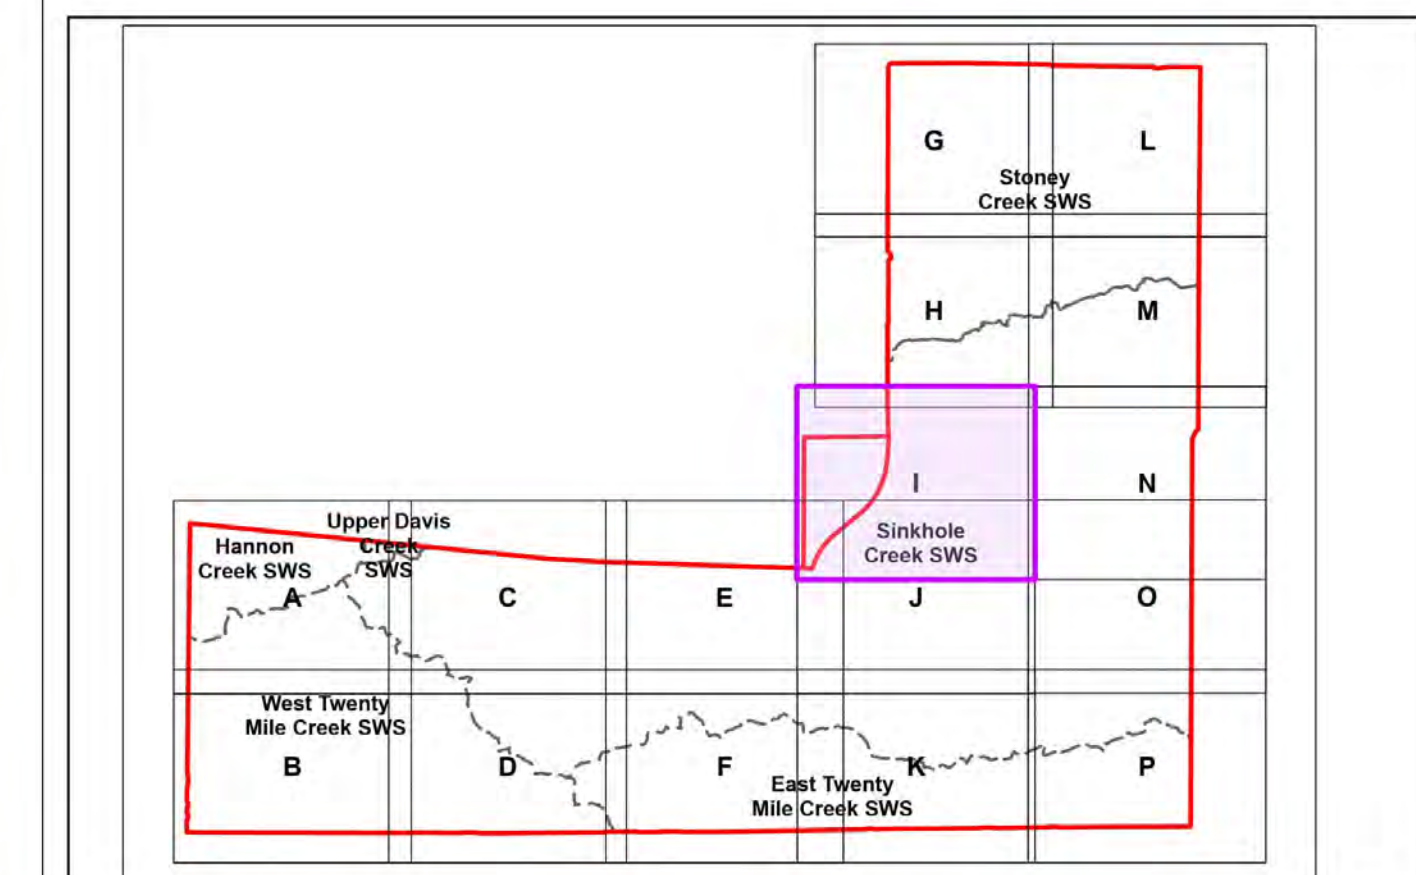 G
L
Stoney
Creek SWS
H
M
I
N
Sinkhole
Creek SWS
Upper Davis
Creek
SWS
Hannon
Creek SWS
A
C
E
J
O
West Twenty
Mile Creek SWS
B
D
F
K
P
East Twenty
Mile Creek SWS